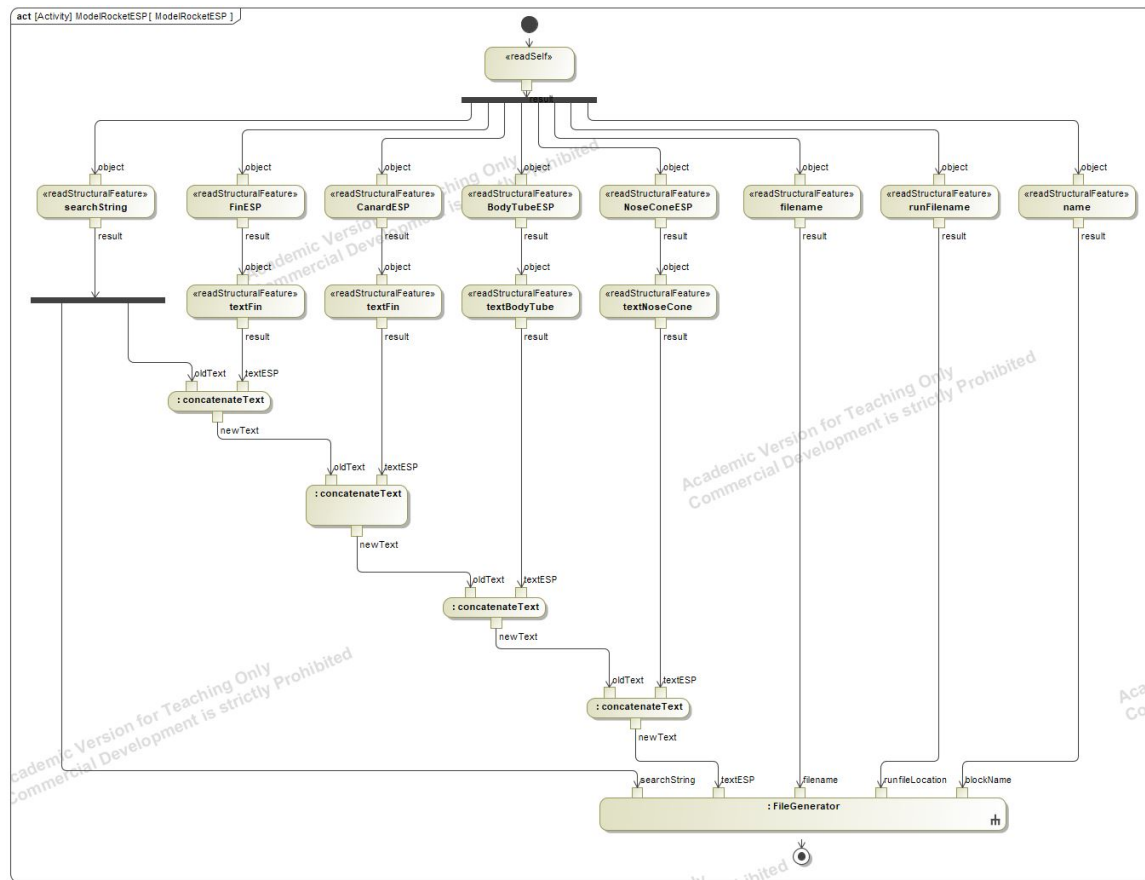 act [Activity] ModelRocketESP[ ModelRocketESP ]
«readSelf»
result
object
object
object
object
object
object
object
object
«readStructuralFeature»
searchString
«readStructuralFeature»
FinESP
«readStructuralFeature»
CanardESP
«readStructuralFeature»
BodyTubeESP
«readStructuralFeature»
NoseConeESP
«readStructuralFeature»
filename
«readStructuralFeature»
runFilename
«readStructuralFeature»
name
result
result
result
result
result
result
result
result
object
object
object
object
«readStructuralFeature»
textFin
«readStructuralFeature»
textFin
«readStructuralFeature»
textBodyTube
«readStructuralFeature»
textNoseCone
result
result
result
result
oldText
textESP
: concatenateText
newText
oldText
textESP
: concatenateText
newText
oldText
textESP
: concatenateText
newText
oldText
textESP
: concatenateText
newText
searchString
textESP
filename
runfileLocation
blockName
: FileGenerator
Academic Version for Teaching Only
Commercial Development is strictly Prohibited
Academic Version for Teaching Only
Commercial Development is strictly Prohibited
cademic Version for Teaching Only
Commercial Development is strictly Prohibited